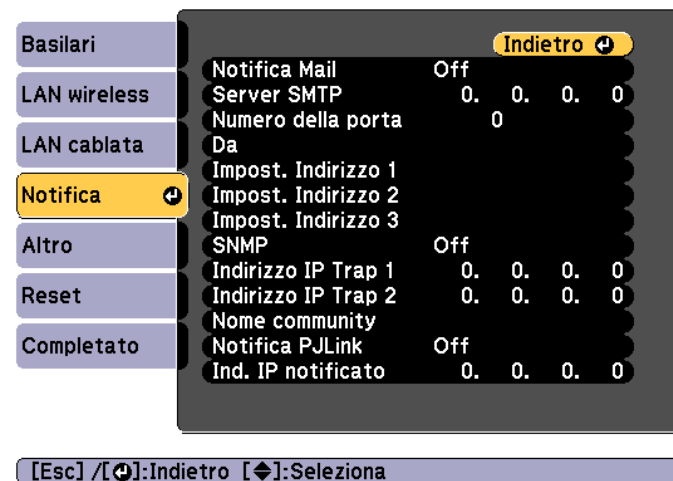 Basilari
LAN wireless
LAN cablata
Notifica
Altro
Reset
Completato
Indietro
Notifica Mail Off
Server SMTP 0. 0. 0. 0
Numero della porta 0
Da
Impost. Indirizzo 1
Impost. Indirizzo 2
Impost. Indirizzo 3
SNMP Off
Indirizzo IP Trap 1 0. 0. 0. 0
Indirizzo IP Trap 2 0. 0. 0. 0
Nome community
Notifica PJLink Off
Ind. IP notificato 0. 0. 0. 0
[Esc] /[⏎]:Indietro [◆]:Seleziona